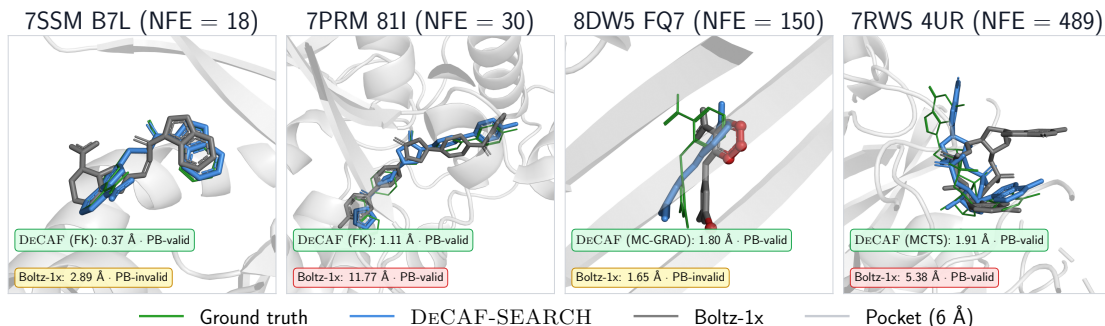 7SSM B7L (NFE = 18)
7PRM 81I (NFE = 30)
8DW5 FQ7 (NFE = 150)
7RWS 4UR (NFE = 489)
DECAF (FK): 0.37 Å · PB-valid
Boltz-1x: 2.89 Å · PB-invalid
DECAF (FK): 1.11 Å · PB-valid
Boltz-1x: 11.77 Å · PB-valid
DECAF (MC-GRAD): 1.80 Å · PB-valid
Boltz-1x: 1.65 Å · PB-invalid
DECAF (MCTS): 1.91 Å · PB-valid
Boltz-1x: 5.38 Å · PB-valid
Ground truth
DECAF-SEARCH
Boltz-1x
Pocket (6 Å)